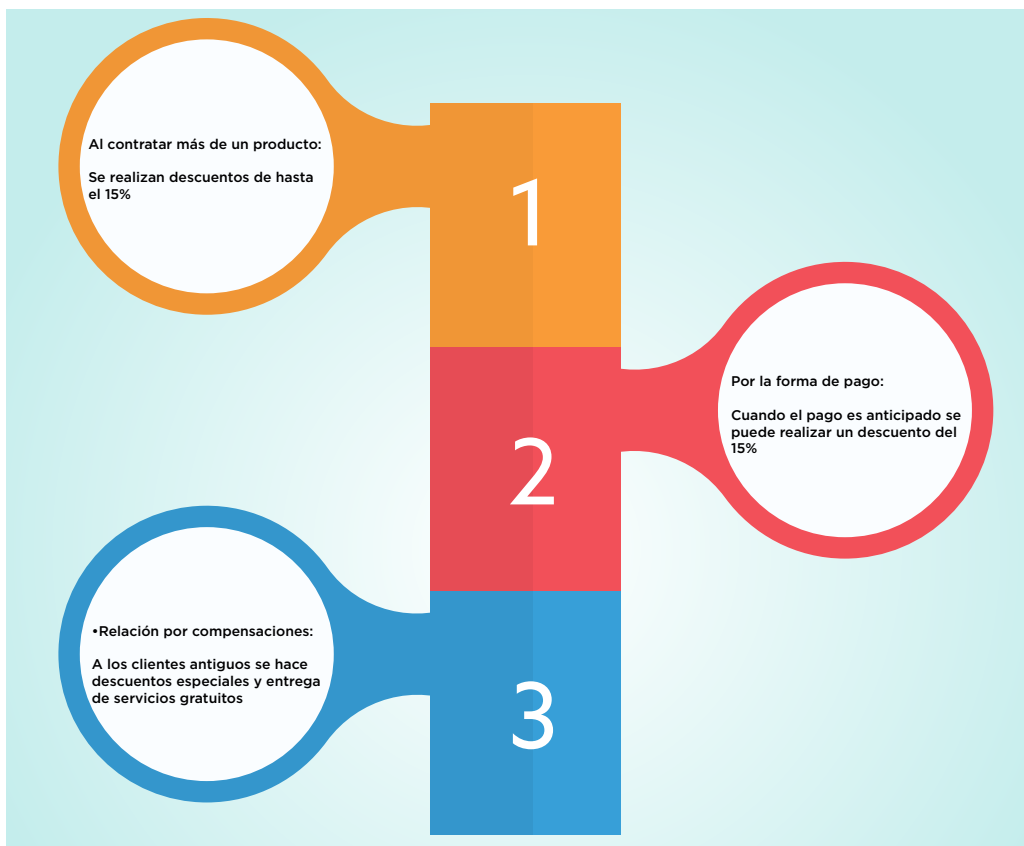 Al contratar más de un producto:
Se realizan descuentos de hasta
el 15%
1
Por la forma de pago:
Cuando el pago es anticipado se
puede realizar un descuento del
15%
2
•Relación por compensaciones:
A los clientes antiguos se hace
descuentos especiales y entrega
de servicios gratuitos
3